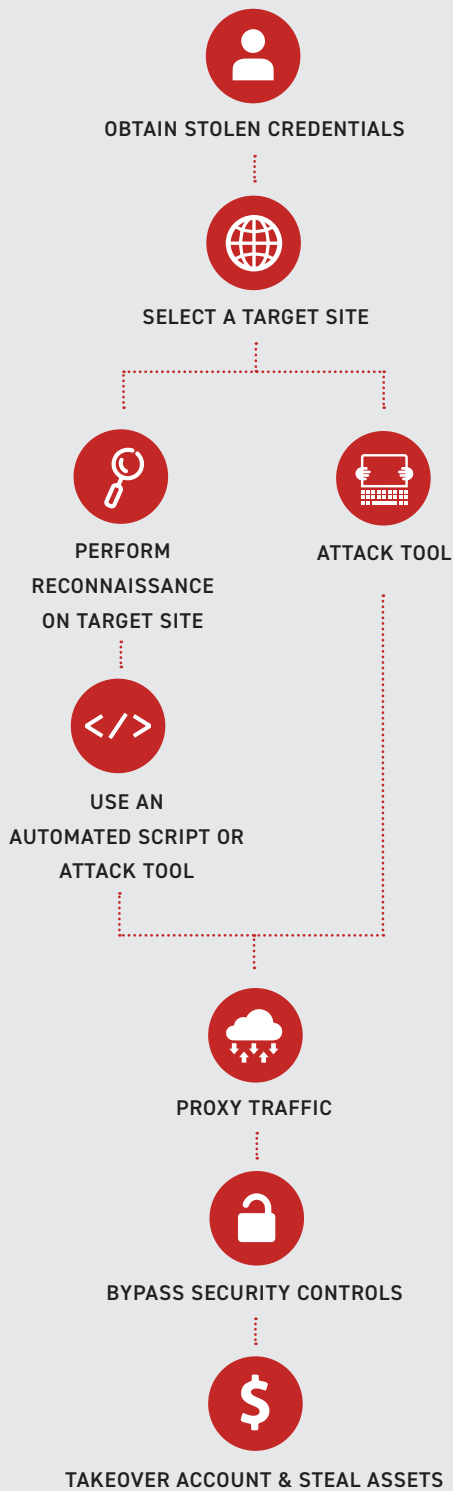 OBTAIN STOLEN CREDENTIALS
SELECT A TARGET SITE
PERFORM
RECONNAISSANCE
ON TARGET SITE
ATTACK TOOL
</>
USE AN
AUTOMATED SCRIPT OR
ATTACK TOOL
PROXY TRAFFIC
BYPASS SECURITY CONTROLS
$
TAKEOVER ACCOUNT & STEAL ASSETS